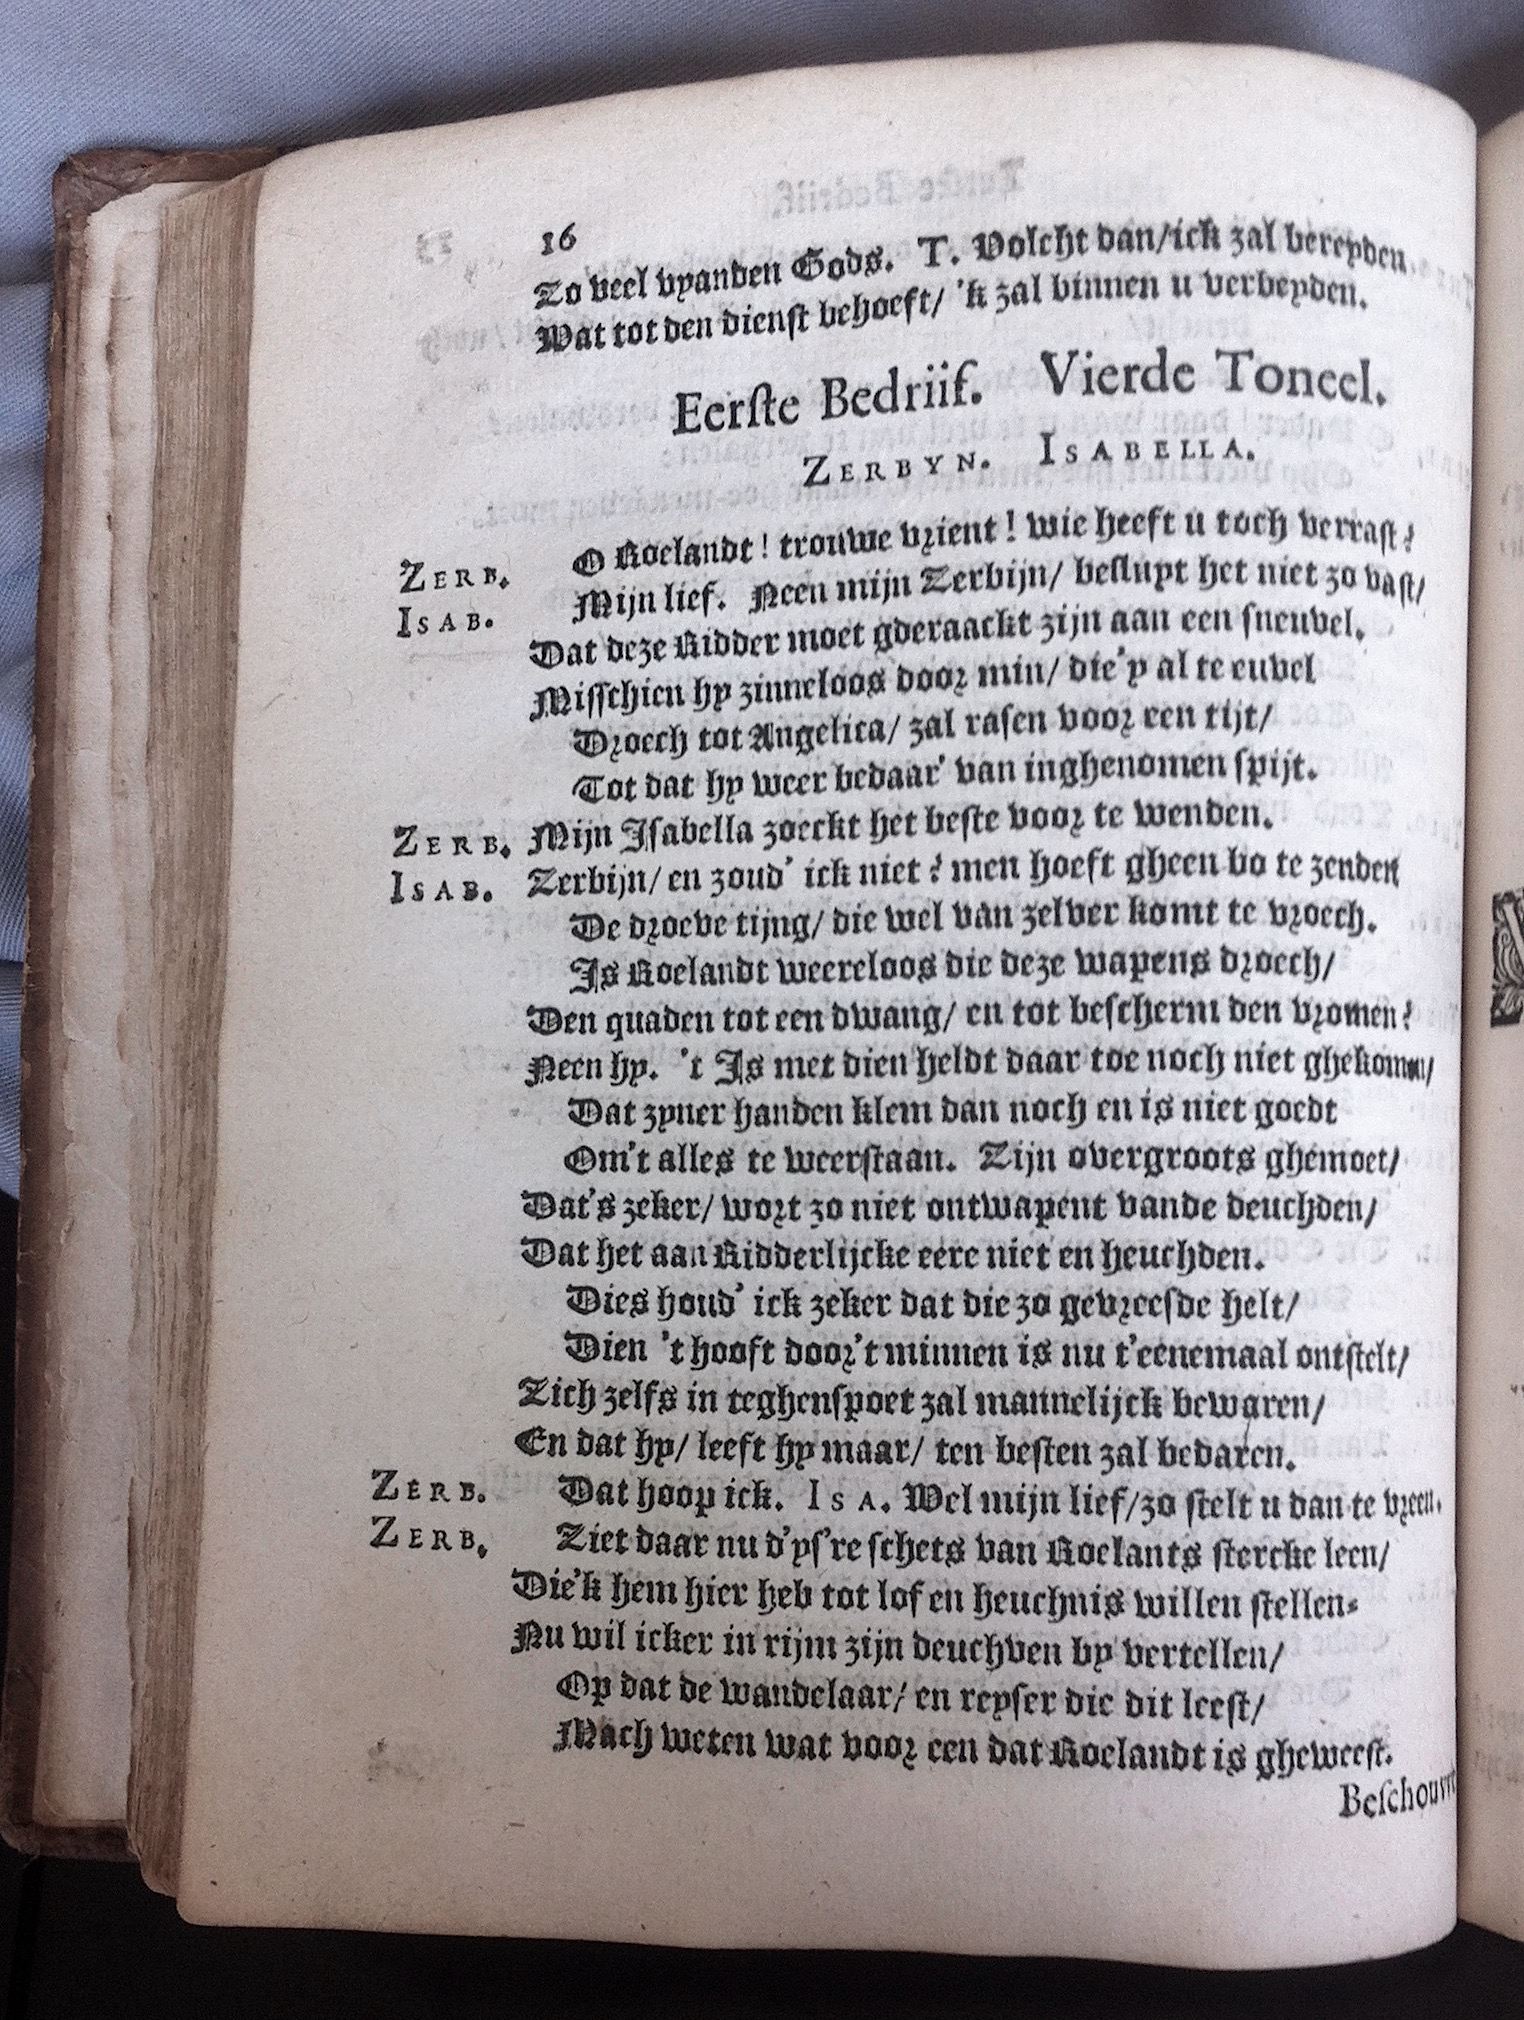 16
Zo veel vyanden Gods. T. Volcht dan/ick zal bereyden
Wat tot den dienst behoeft/ 'k zal binnen u verbeyden.
Eerste Bedriif. Vierde Toneel.
ZERBYN. ISABELLA.
ZERB. O Roelandt! trouwe vrient! wie heeft u toch verrast?
ISAB. Mijn lief. Neen mijn Zerbijn/ beslupt het niet zo vast/
Dat deze Ridder moet gderaackt zijn aan een sneuvel.
Misschien hy zinneloos door min/ die'y al te euvel
Droech tot Angelica/ zal rasen voor een tijt/
Tot dat hy weer bedaar' van inghenomen spijt.
ZERB. Mijn Isabella zoeckt het beste voor te wenden.
ISAB. Zerbijn/ en zoud' ick niet? men hoeft gheen bo te zenden
De droeve tijng/ die wel van zelver komt te vroech.
Is Roelandt weereloos die deze wapens droech/
Den quaden tot een dwang/ en tot bescherm den vromen?
Neen hy. 't Is met dien heldt daar toe noch niet ghekomen/
Dat zyner handen klem dan noch en is niet goedt
Om't alles te weerstaan. Zijn overgroots ghemoet/
Dat's zeker/ wort zo niet ontwapent vande deuchden/
Dat het aan Ridderlijcke eere niet en heuchden.
Dies houd' ick zeker dat die zo gevreesde helt/
Dien 't hooft door't minnen is nu t'eenemaal ontstelt/
Zich zelfs in teghenspoet zal mannelijck bewaren/
En dat hy/ leeft hy maar/ ten besten zal bedaren.
ZERB. Dat hoop ick. ISA. Wel mijn lief/zo stelt u dan te vreen.
ZERB. Ziet daar nu d'ys're schets van Roelants stercke leen/
Die'k hem hier heb tot lof en heuchnis willen stellen-
Nu wil icker in rijm zijn deuchven by vertellen/
Op dat de wandelaar/ en reyser die dit leest/
Mach weten wat voor een dat Roelandt is gheweest.
Beschouvvt